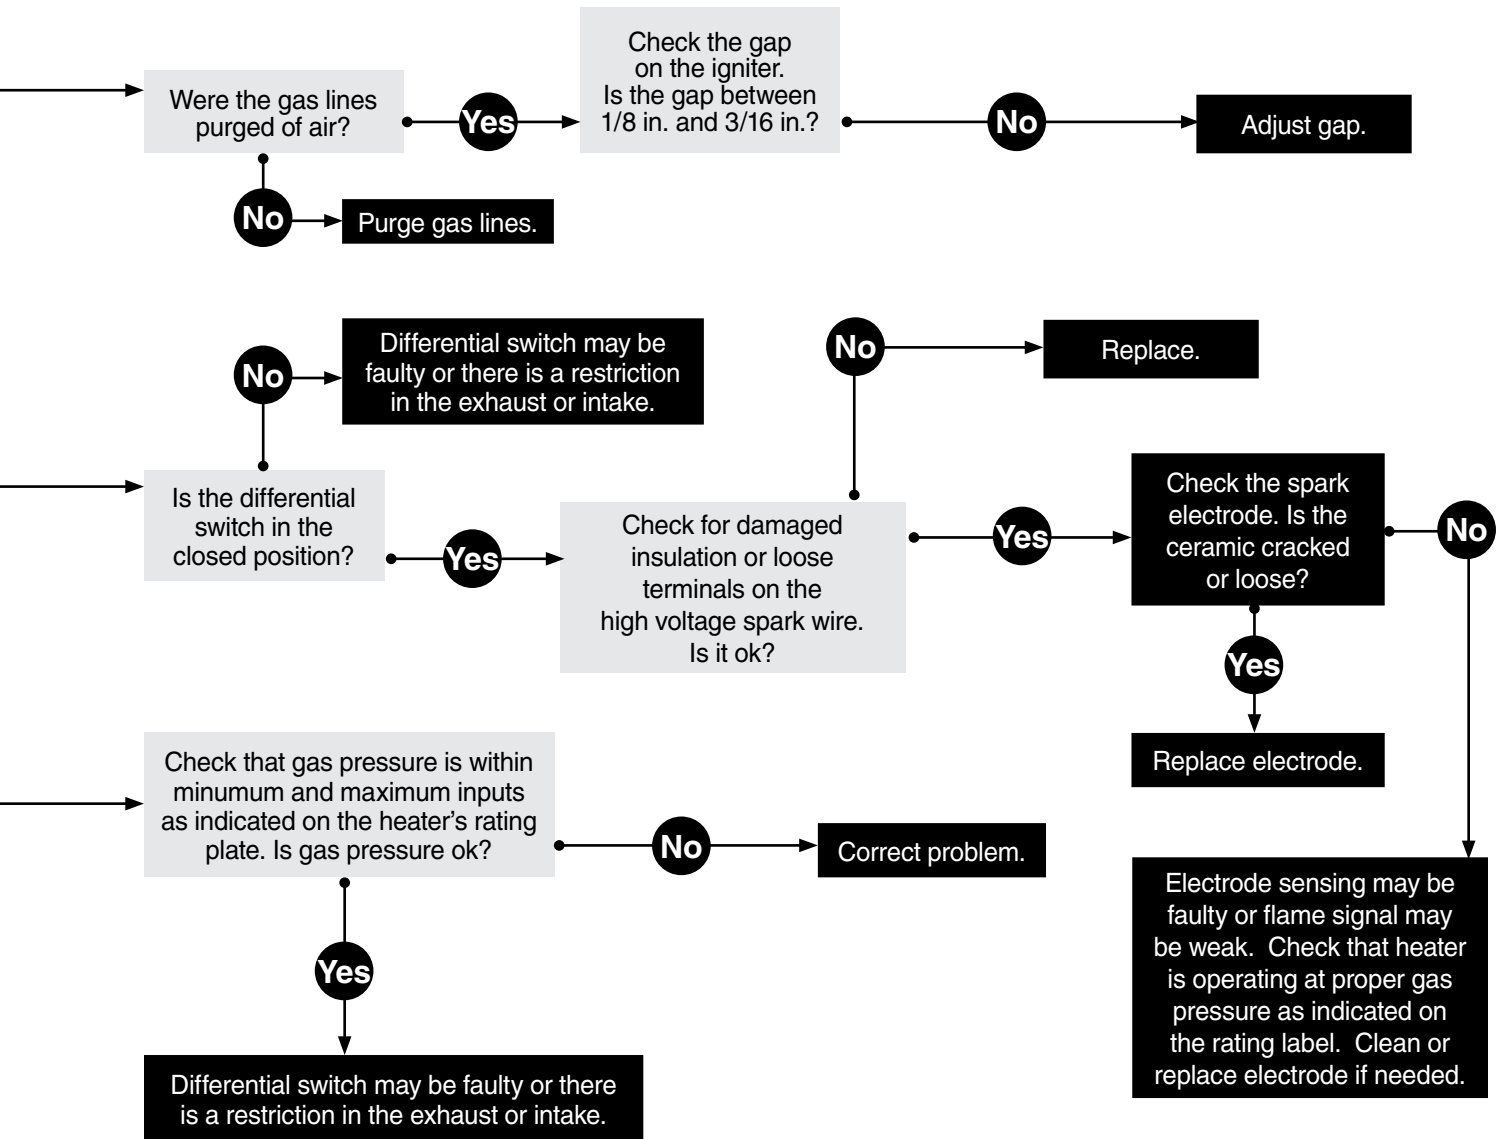 Were the gas lines
purged of air?
Yes
Check the gap
on the igniter.
Is the gap between
1/8 in. and 3/16 in.?
No
Adjust gap.
No
Purge gas lines.
No
Differential switch may be
faulty or there is a restriction
in the exhaust or intake.
Is the differential
switch in the
closed position?
Yes
Check for damaged
insulation or loose
terminals on the
high voltage spark wire.
Is it ok?
No
Replace.
Yes
Check the spark
electrode. Is the
ceramic cracked
or loose?
No
Yes
Replace electrode.
Electrode sensing may be
faulty or flame signal may
be weak.  Check that heater
is operating at proper gas
pressure as indicated on
the rating label.  Clean or
replace electrode if needed.
Check that gas pressure is within
minumum and maximum inputs
as indicated on the heater’s rating
plate. Is gas pressure ok?
No
Correct problem.
Yes
Differential switch may be faulty or there
is a restriction in the exhaust or intake.